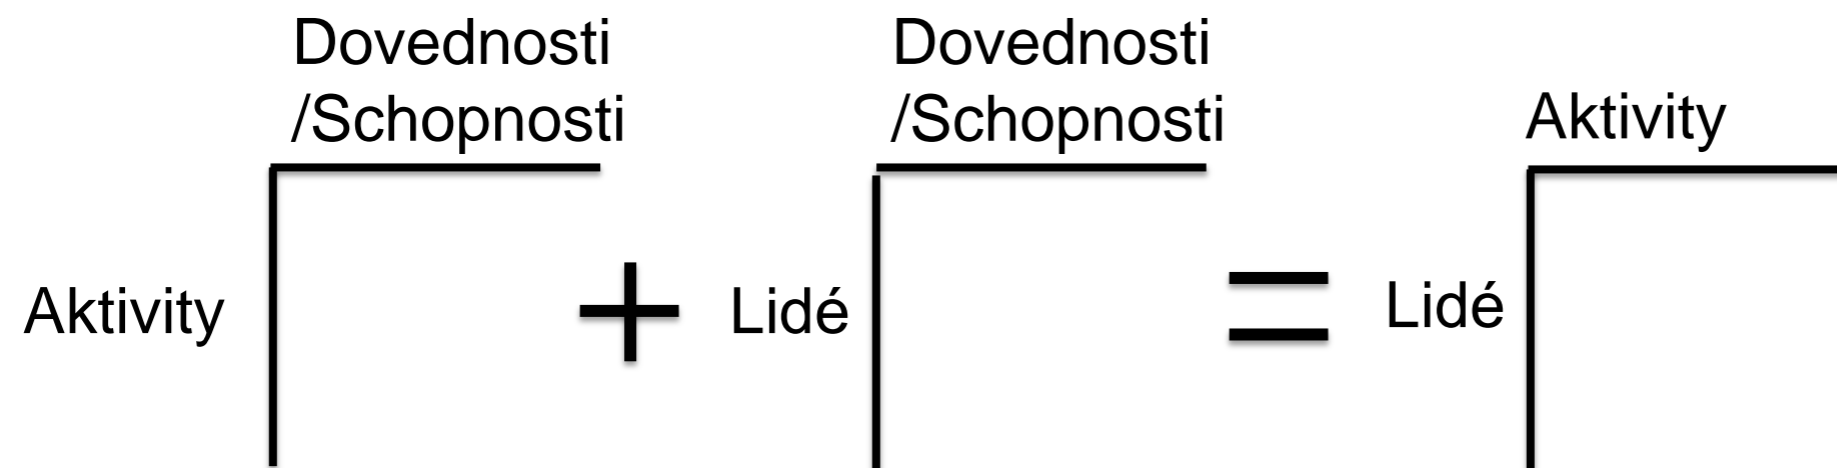 Dovednosti
/Schopnosti
Aktivity
+
Dovednosti
/Schopnosti
Lidé
=
Aktivity
Lidé